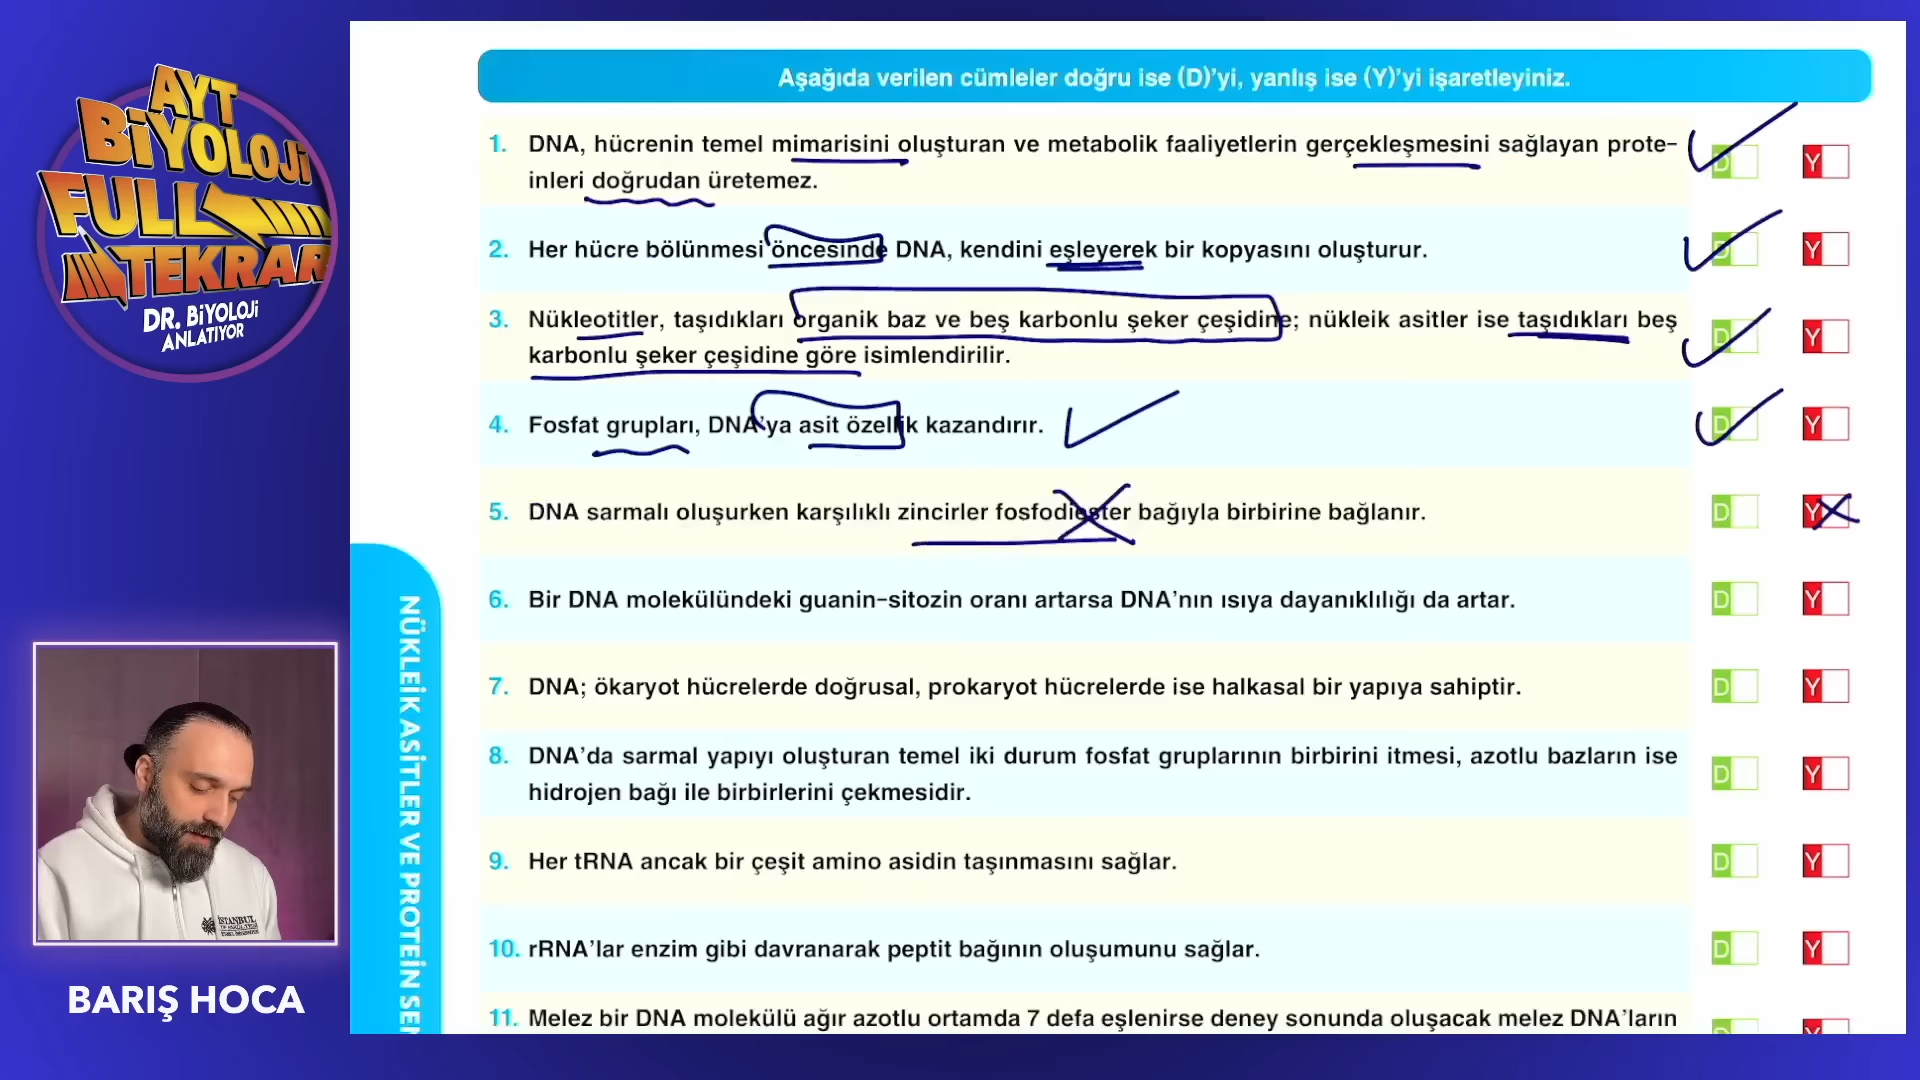 AYT
BİYOLOJİ
FULL
TEKRAR
DR. BİYOLOJİ
ANLATIYOR
Aşağıda verilen cümleler doğru ise (D)'yi, yanlış ise (Y)'yi işaretleyiniz.
1. DNA, hücrenin temel mimarisini oluşturan ve metabolik faaliyetlerin gerçekleşmesini sağlayan prote-
inleri doğrudan üretemez.
D Y
2. Her hücre bölünmesi öncesinde DNA, kendini eşleyerek bir kopyasını oluşturur.
D Y
3. Nükleotitler, taşıdıkları organik baz ve beş karbonlu şeker çeşidine; nükleik asitler ise taşıdıkları beş
karbonlu şeker çeşidine göre isimlendirilir.
D Y
4. Fosfat grupları, DNA'ya asit özellik kazandırır.
D Y
5. DNA sarmalı oluşurken karşılıklı zincirler fosfodiester bağıyla birbirine bağlanır.
D Y
6. Bir DNA molekülündeki guanin-sitozin oranı artarsa DNA'nın ısıya dayanıklılığı da artar.
D Y
7. DNA; ökaryot hücrelerde doğrusal, prokaryot hücrelerde ise halkasal bir yapıya sahiptir.
D Y
8. DNA'da sarmal yapıyı oluşturan temel iki durum fosfat gruplarının birbirini itmesi, azotlu bazların ise
hidrojen bağı ile birbirlerini çekmesidir.
D Y
9. Her tRNA ancak bir çeşit amino asidin taşınmasını sağlar.
D Y
10. rRNA'lar enzim gibi davranarak peptit bağının oluşumunu sağlar.
D Y
11. Melez bir DNA molekülü ağır azotlu ortamda 7 defa eşlenirse deney sonunda oluşacak melez DNA'ların
D Y
NÜKLEİK ASİTLER VE PROTEİN SEN
İSTANBUL
BARIŞ HOCA